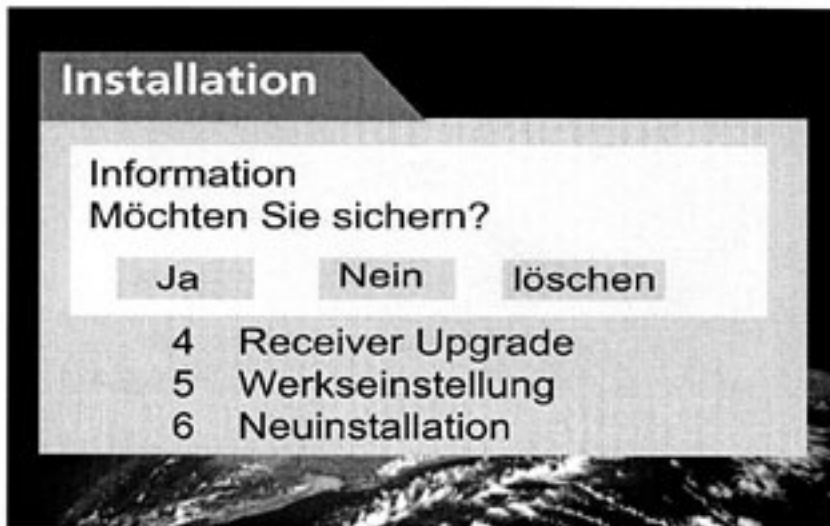 Installation
Information
Möchten Sie sichern?
Ja Nein löschen
4 Receiver Upgrade
5 Werkseinstellung
6 Neuinstallation